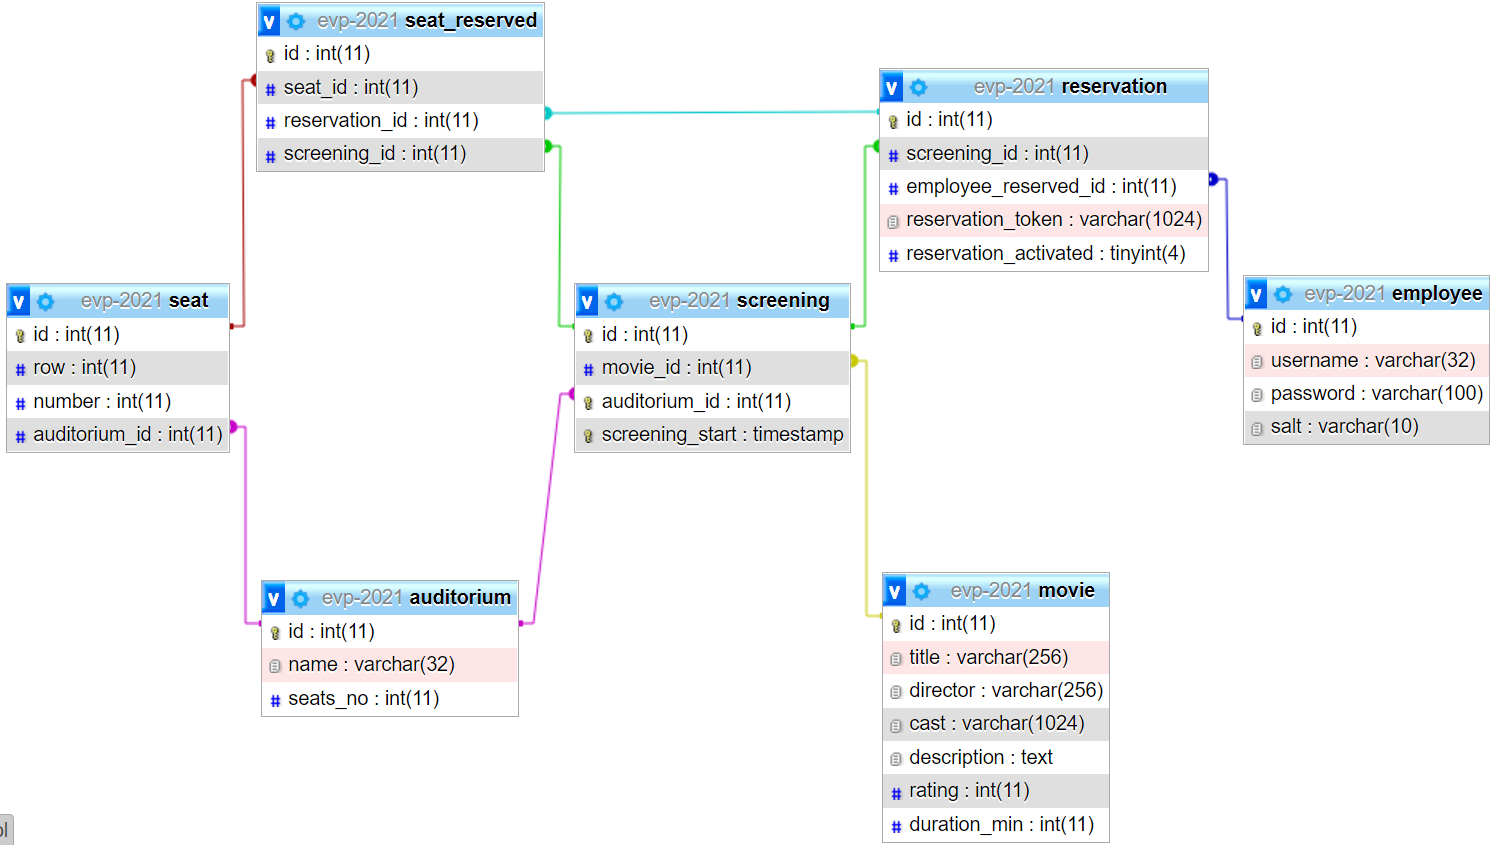 v evp-2021 seat_reserved
id : int(11)
seat_id : int(11)
reservation_id : int(11)
screening_id : int(11)
v evp-2021 reservation
id : int(11)
screening_id : int(11)
employee_reserved_id : int(11)
reservation_token : varchar(1024)
reservation_activated : tinyint(4)
v evp-2021 seat
id : int(11)
row : int(11)
number : int(11)
auditorium_id : int(11)
v evp-2021 screening
id : int(11)
movie_id : int(11)
auditorium_id : int(11)
screening_start : timestamp
v evp-2021 employee
id : int(11)
username : varchar(32)
password : varchar(100)
salt : varchar(10)
v evp-2021 auditorium
id : int(11)
name : varchar(32)
seats_no : int(11)
v evp-2021 movie
id : int(11)
title : varchar(256)
director : varchar(256)
cast : varchar(1024)
description : text
rating : int(11)
duration_min : int(11)